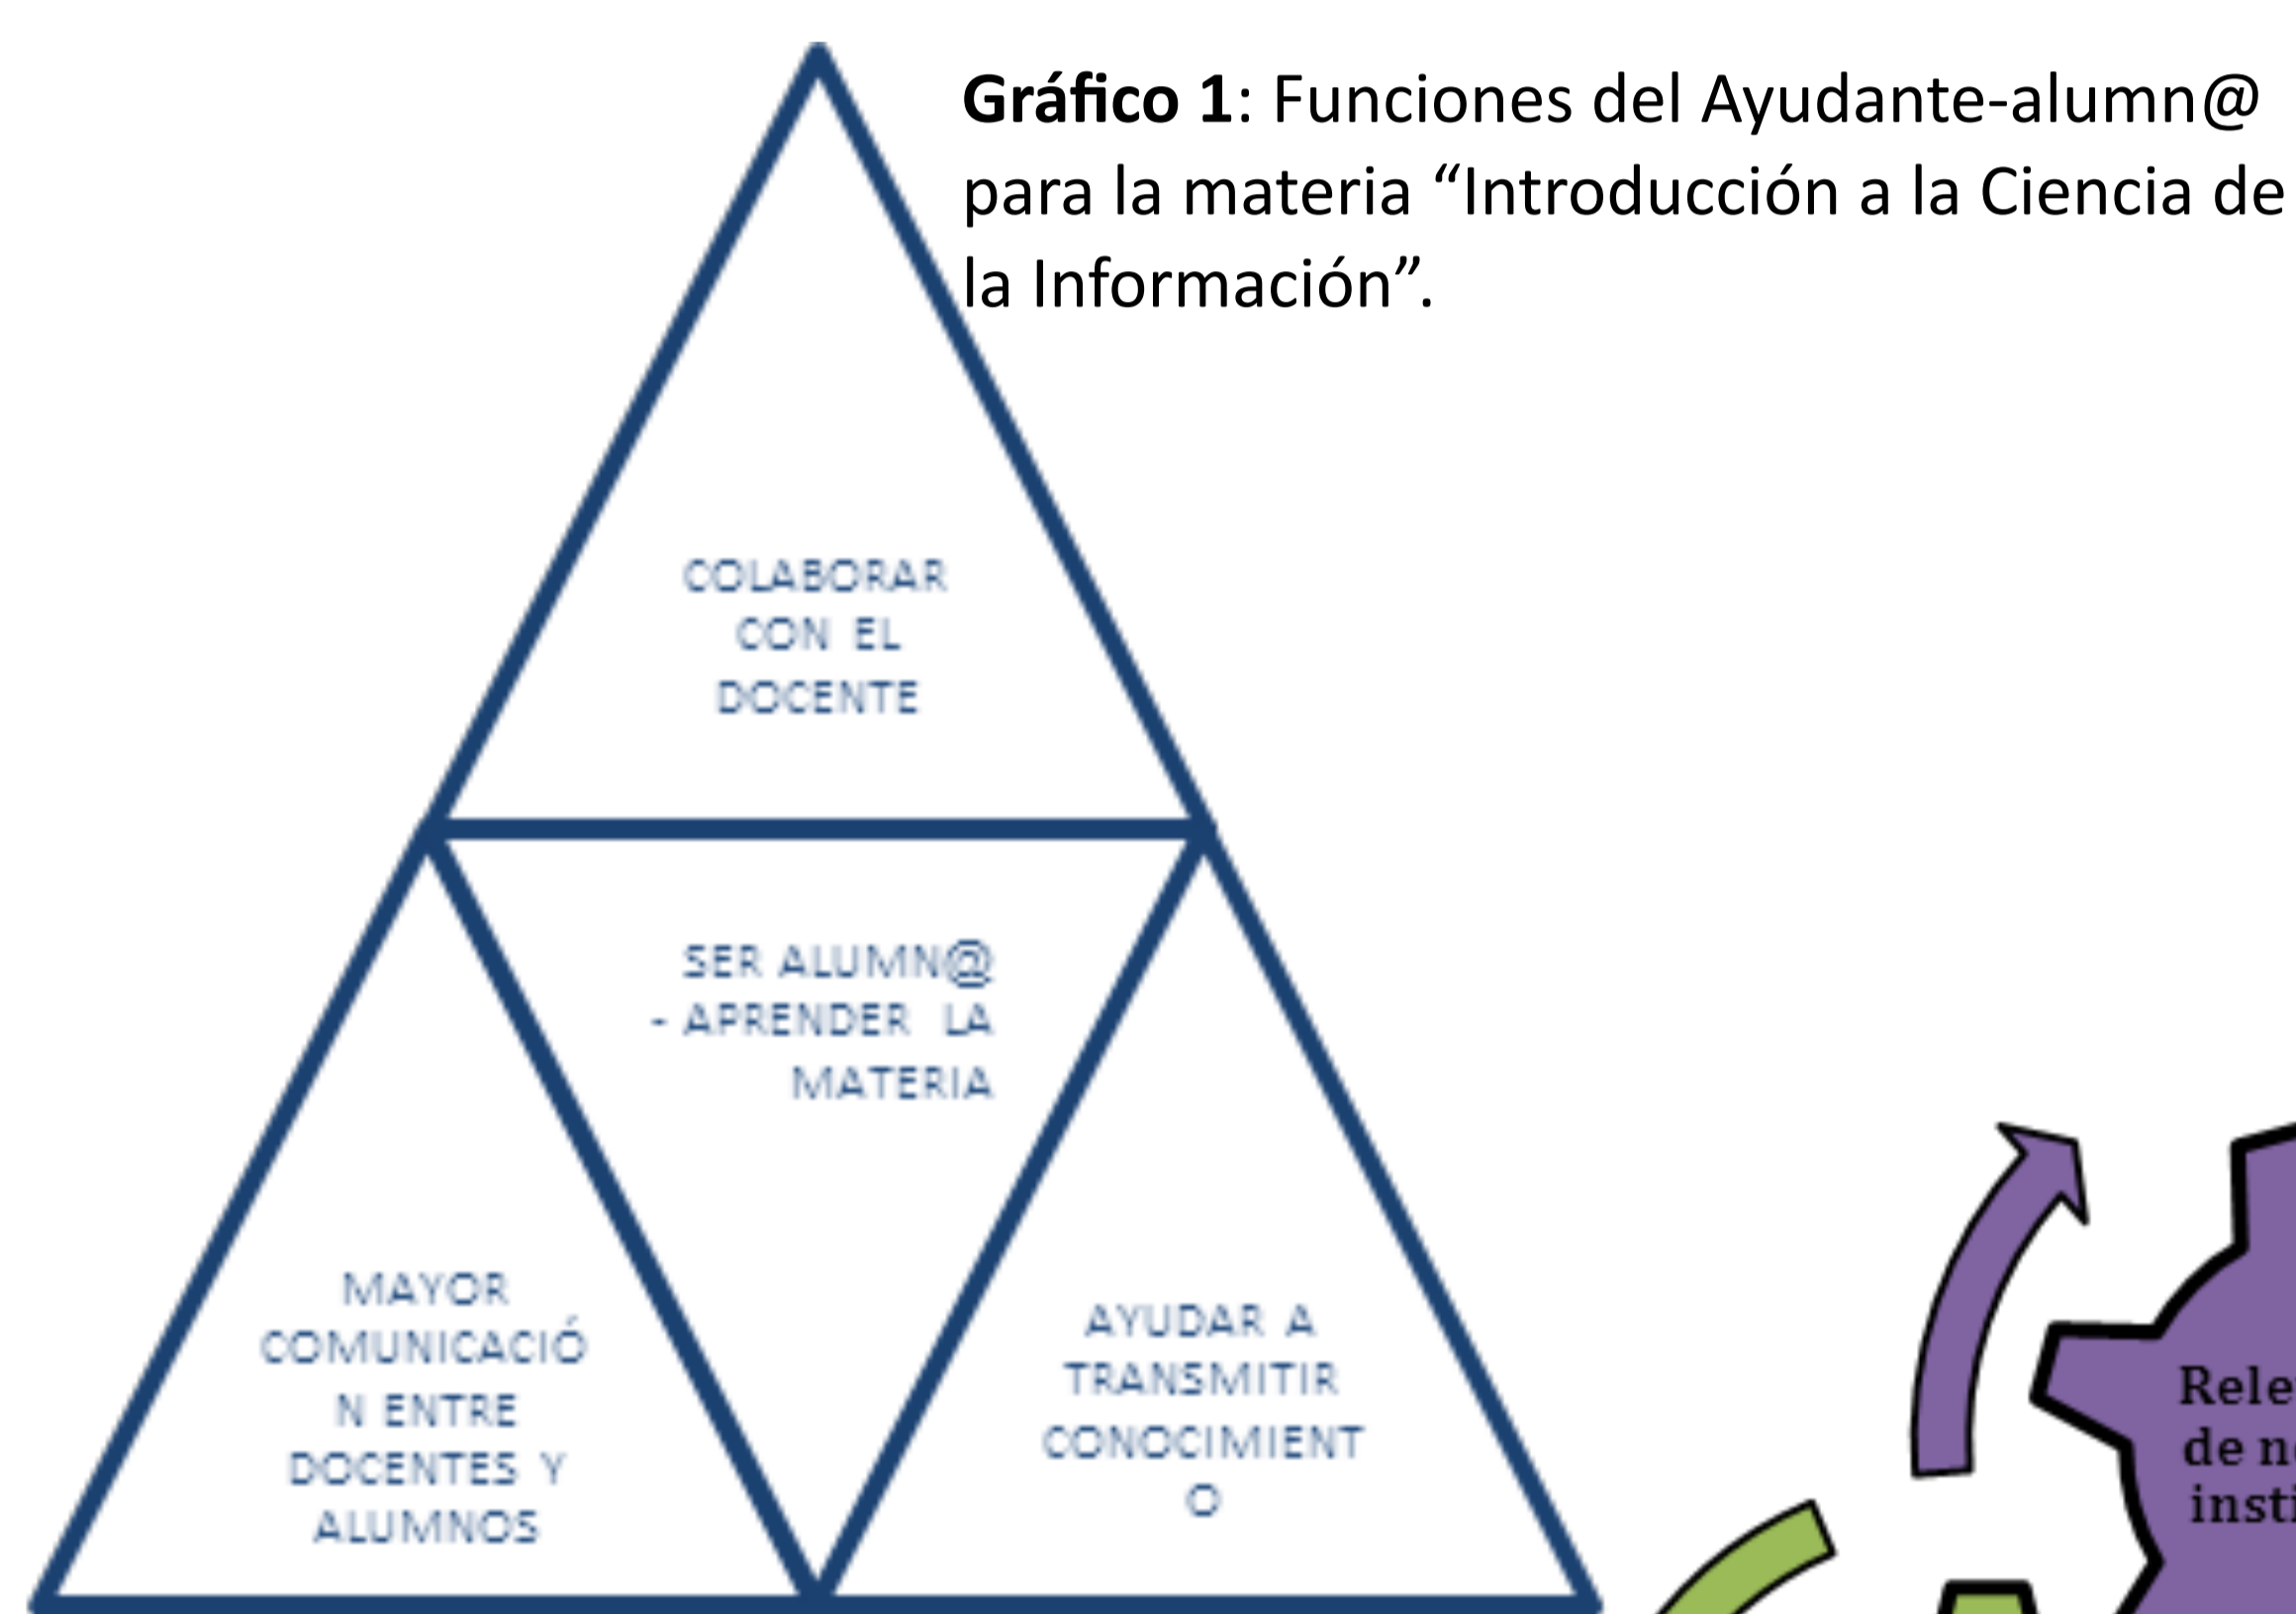 Gráfico 1: Funciones del Ayudante-alumn@
para la materia “Introducción a la Ciencia de
la Información”.
COLABORAR
CON EL
DOCENTE
SER ALUMN@
- APRENDER LA
MATERIA
MAYOR
COMUNICACIÓ
N ENTRE
DOCENTES Y
ALUMNOS
AYUDAR A
TRANSMITIR
CONOCIMIENT
O
de